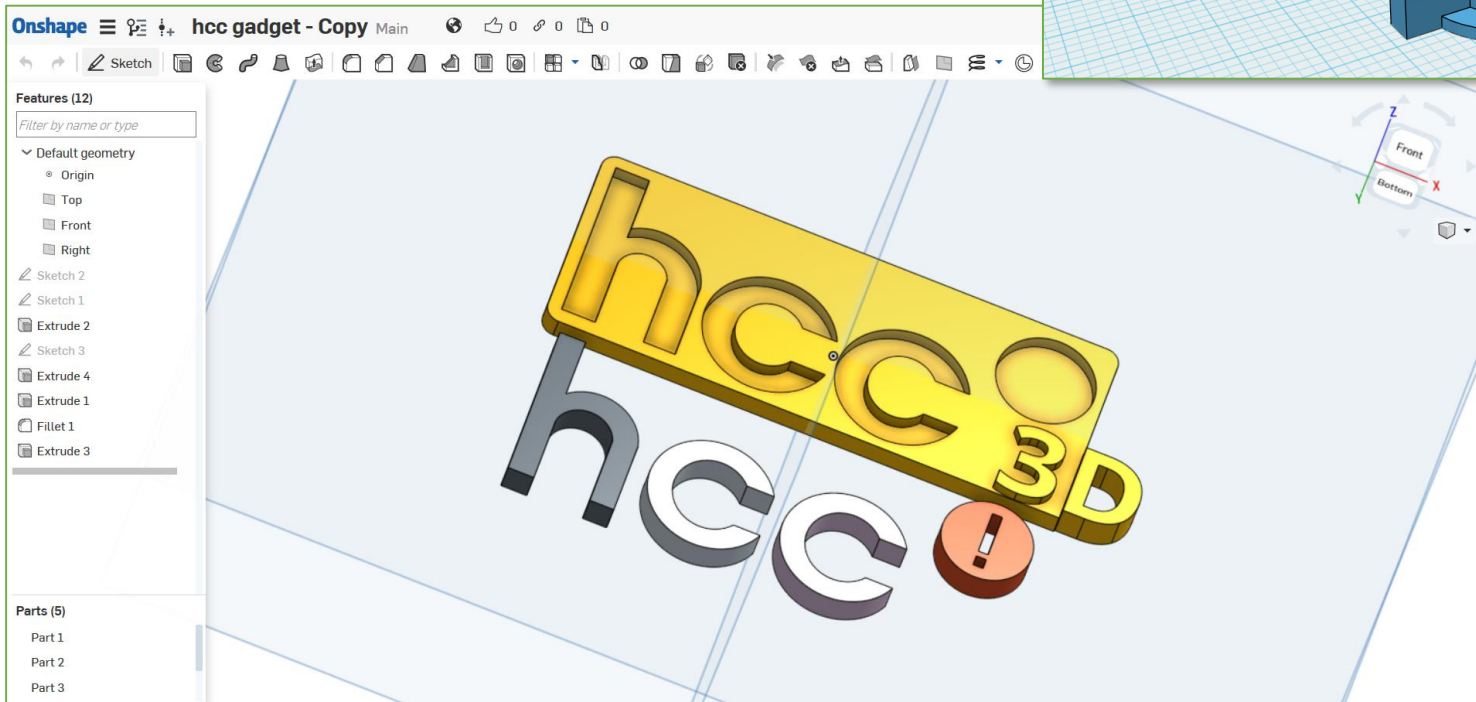 Onshape hcc gadget - Copy Main 0 0 0
Sketch
Features (12)
Filter by name or type
Default geometry
Origin
Top
Front
Right
Sketch 2
Sketch 1
Extrude 2
Sketch 3
Extrude 4
Extrude 1
Fillet 1
Extrude 3
Parts (5)
Part 1
Part 2
Part 3
hcc
3D
hcc!
Z
Front
X
Bottom
Y